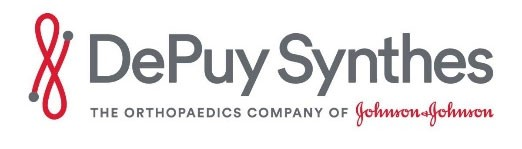 DePuy Synthes
THE ORTHOPAEDICS COMPANY OF Johnson&Johnson